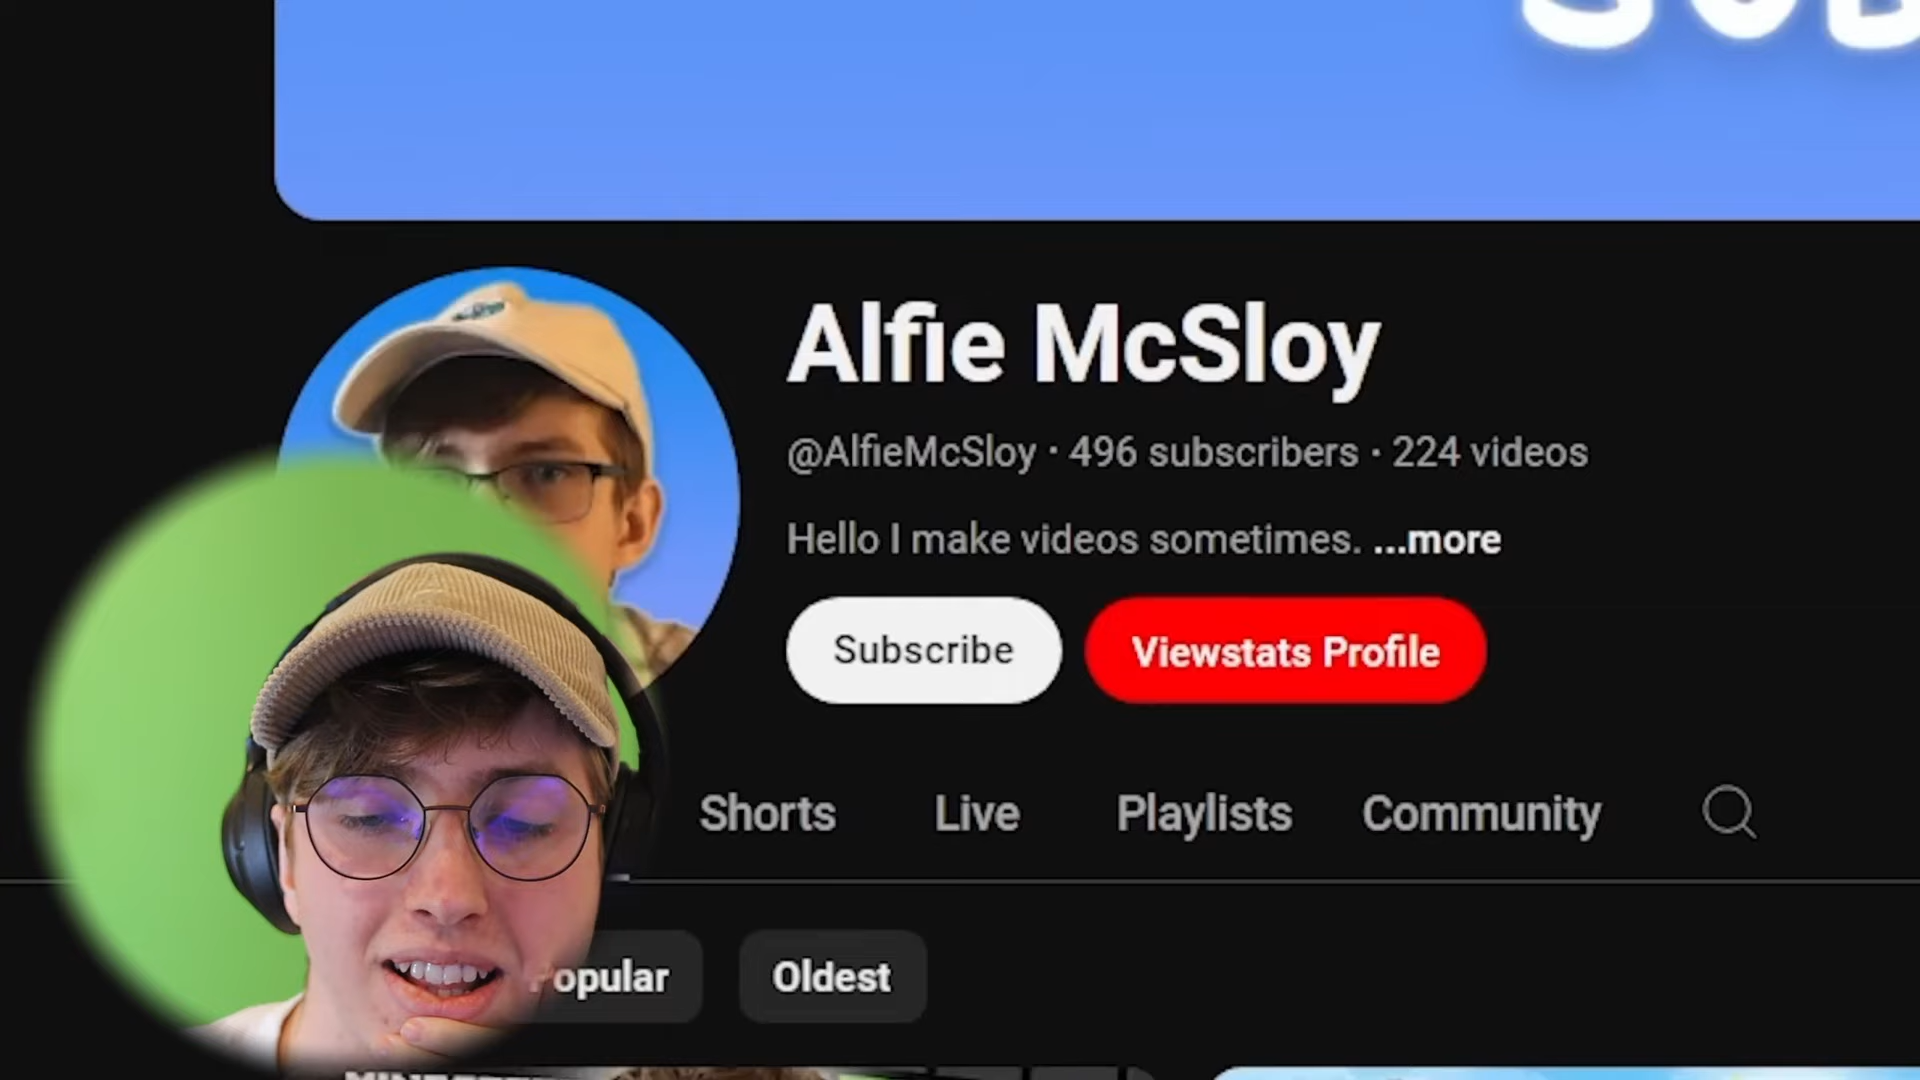 Alfie McSloy
@AlfieMcSloy · 496 subscribers · 224 videos
Hello I make videos sometimes. ...more
Subscribe
Viewstats Profile
Shorts
Live
Playlists
Community
Popular
Oldest